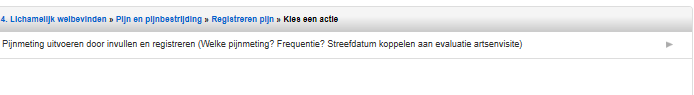 4. Lichamelijk welbevinden » Pijn en pijnbestrijding » Registreren pijn » Kies een actie
Pijnmeting uitvoeren door invullen en registreren (Welke pijnmeting? Frequentie? Streefdatum koppelen aan evaluatie artsenvisite)